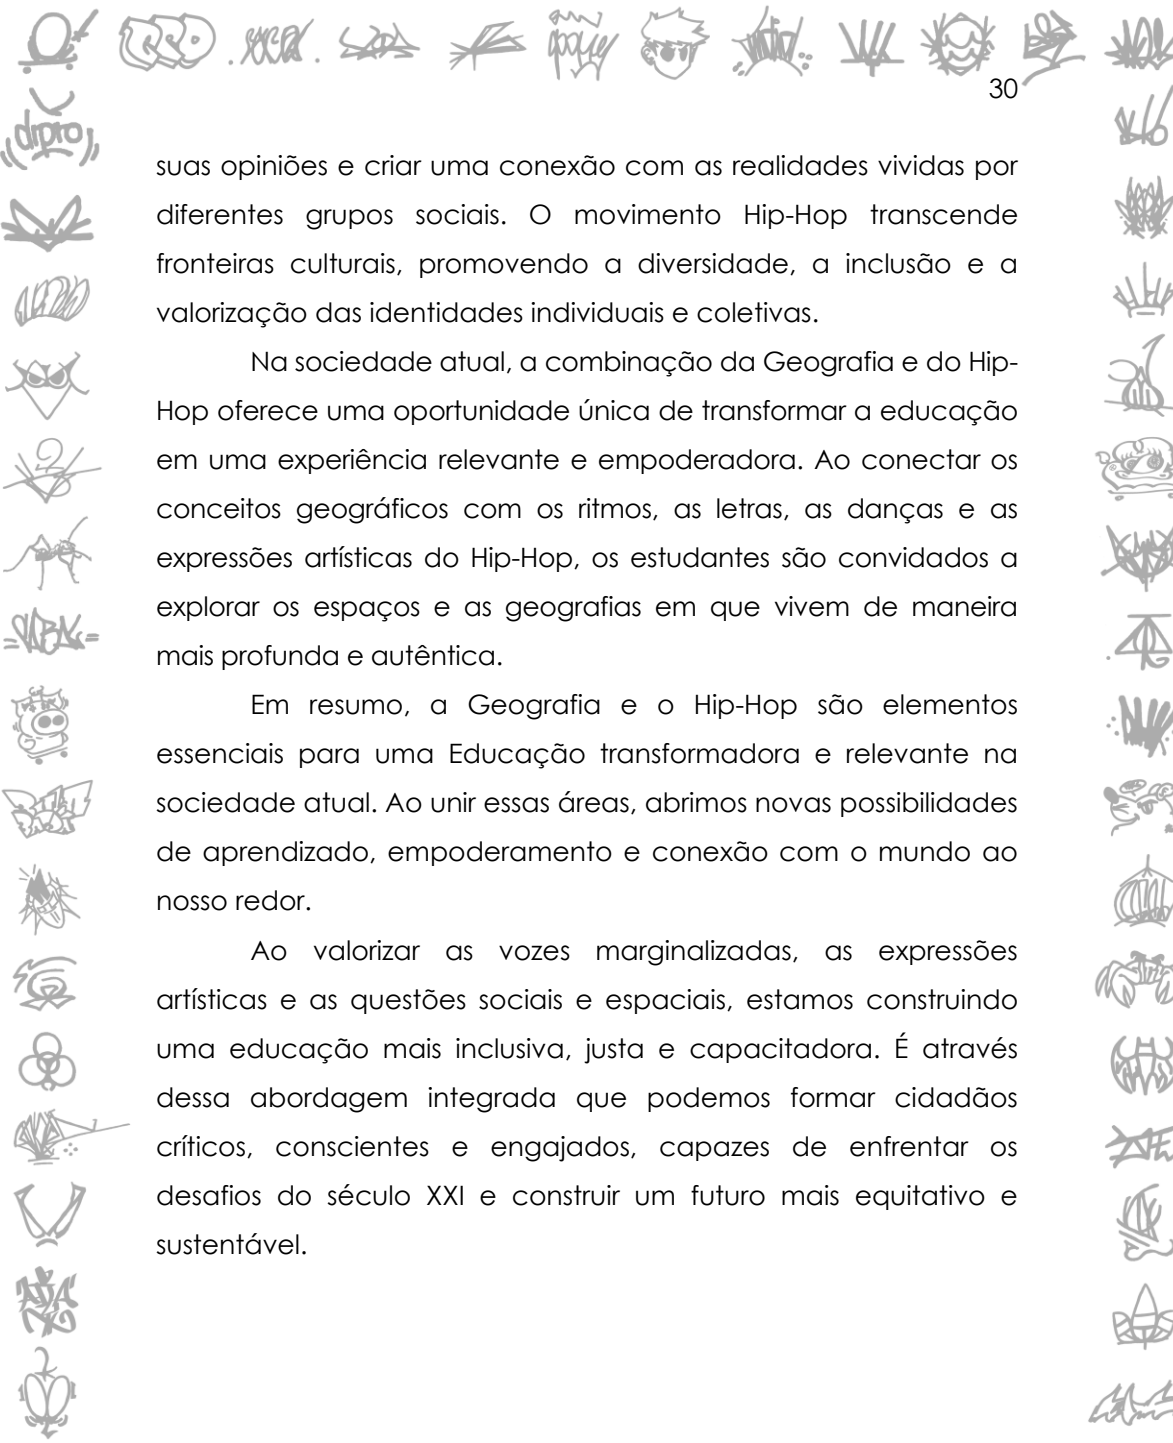 30
dipro
suas opiniões e criar uma conexão com as realidades vividas por
diferentes grupos sociais. O movimento Hip-Hop transcende
fronteiras culturais, promovendo a diversidade, a inclusão e a
valorização das identidades individuais e coletivas.
Na sociedade atual, a combinação da Geografia e do Hip-
Hop oferece uma oportunidade única de transformar a educação
em uma experiência relevante e empoderadora. Ao conectar os
conceitos geográficos com os ritmos, as letras, as danças e as
expressões artísticas do Hip-Hop, os estudantes são convidados a
explorar os espaços e as geografias em que vivem de maneira
mais profunda e autêntica.
Em resumo, a Geografia e o Hip-Hop são elementos
essenciais para uma Educação transformadora e relevante na
sociedade atual. Ao unir essas áreas, abrimos novas possibilidades
de aprendizado, empoderamento e conexão com o mundo ao
nosso redor.
Ao valorizar as vozes marginalizadas, as expressões
artísticas e as questões sociais e espaciais, estamos construindo
uma educação mais inclusiva, justa e capacitadora. É através
dessa abordagem integrada que podemos formar cidadãos
críticos, conscientes e engajados, capazes de enfrentar os
desafios do século XXI e construir um futuro mais equitativo e
sustentável.